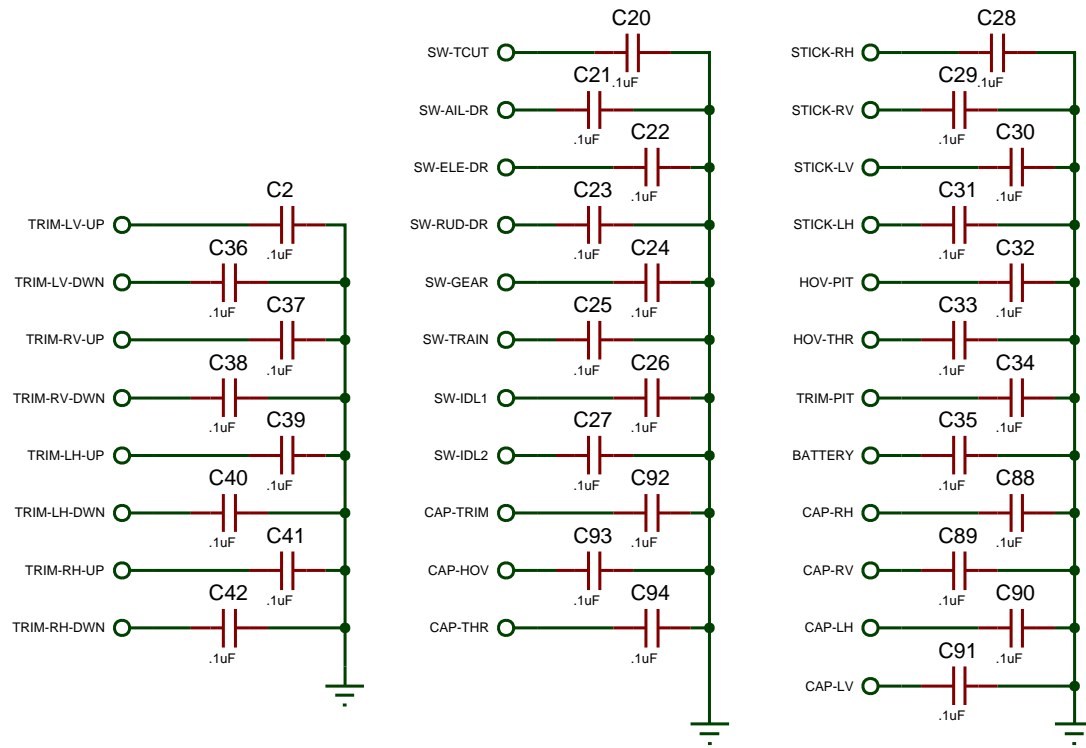 C2
TRIM-LV-UP
.1uF
C36
TRIM-LV-DWN
.1uF
C37
TRIM-RV-UP
.1uF
C38
TRIM-RV-DWN
.1uF
C39
TRIM-LH-UP
.1uF
C40
TRIM-LH-DWN
.1uF
C41
TRIM-RH-UP
.1uF
C42
TRIM-RH-DWN
.1uF
C20
SW-TCUT
.1uF
C21
SW-AIL-DR
.1uF
C22
SW-ELE-DR
.1uF
C23
SW-RUD-DR
.1uF
C24
SW-GEAR
.1uF
C25
SW-TRAIN
.1uF
C26
SW-IDL1
.1uF
C27
SW-IDL2
.1uF
C92
CAP-TRIM
.1uF
C93
CAP-HOV
.1uF
C94
CAP-THR
.1uF
C28
STICK-RH
.1uF
C29
STICK-RV
.1uF
C30
STICK-LV
.1uF
C31
STICK-LH
.1uF
C32
HOV-PIT
.1uF
C33
HOV-THR
.1uF
C34
TRIM-PIT
.1uF
C35
BATTERY
.1uF
C88
CAP-RH
.1uF
C89
CAP-RV
.1uF
C90
CAP-LH
.1uF
C91
CAP-LV
.1uF